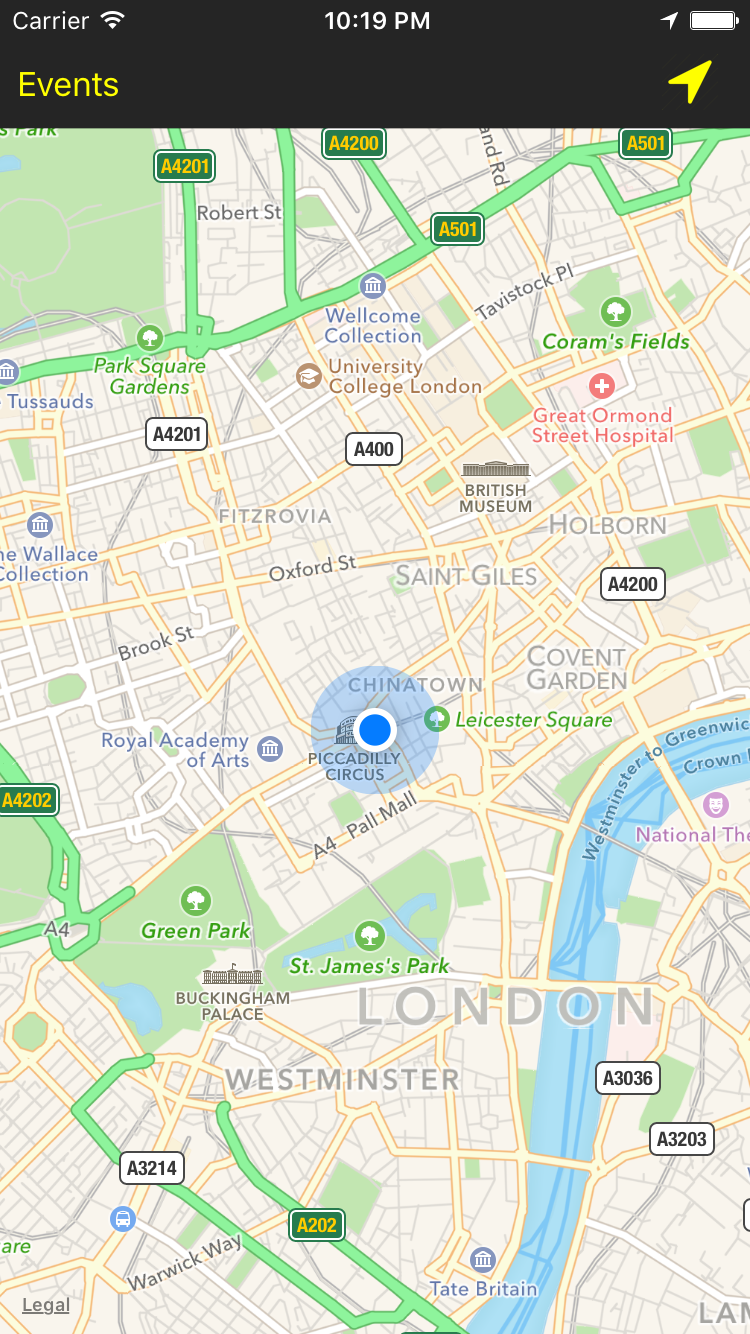 Carrier
10:19 PM
Events
s Park
A4200
A501
A4201
and Rd
Robert St
A501
Tavistock Pl
Wellcome
Collection
Coram's Fields
Park Square
Gardens
University
College London
Tussauds
Great Ormond
Street Hospital
A4201
A400
BRITISH
MUSEUM
FITZROVIA
HOLBORN
he Wallace
Collection
Oxford St
SAINT GILES
A4200
Brook St
COVENT
GARDEN
CHINATOWN
Leicester Square
Royal Academy
of Arts
PICCADILLY
CIRCUS
Westminster to Greenwic
Crown
A4202
A4
Pall Mall
National The
Green Park
A4
St. James's Park
BUCKINGHAM
PALACE
LONDON
WESTMINSTER
A3036
A3203
A3214
A202
are
Warwick Way
Tate Britain
Legal
LAM